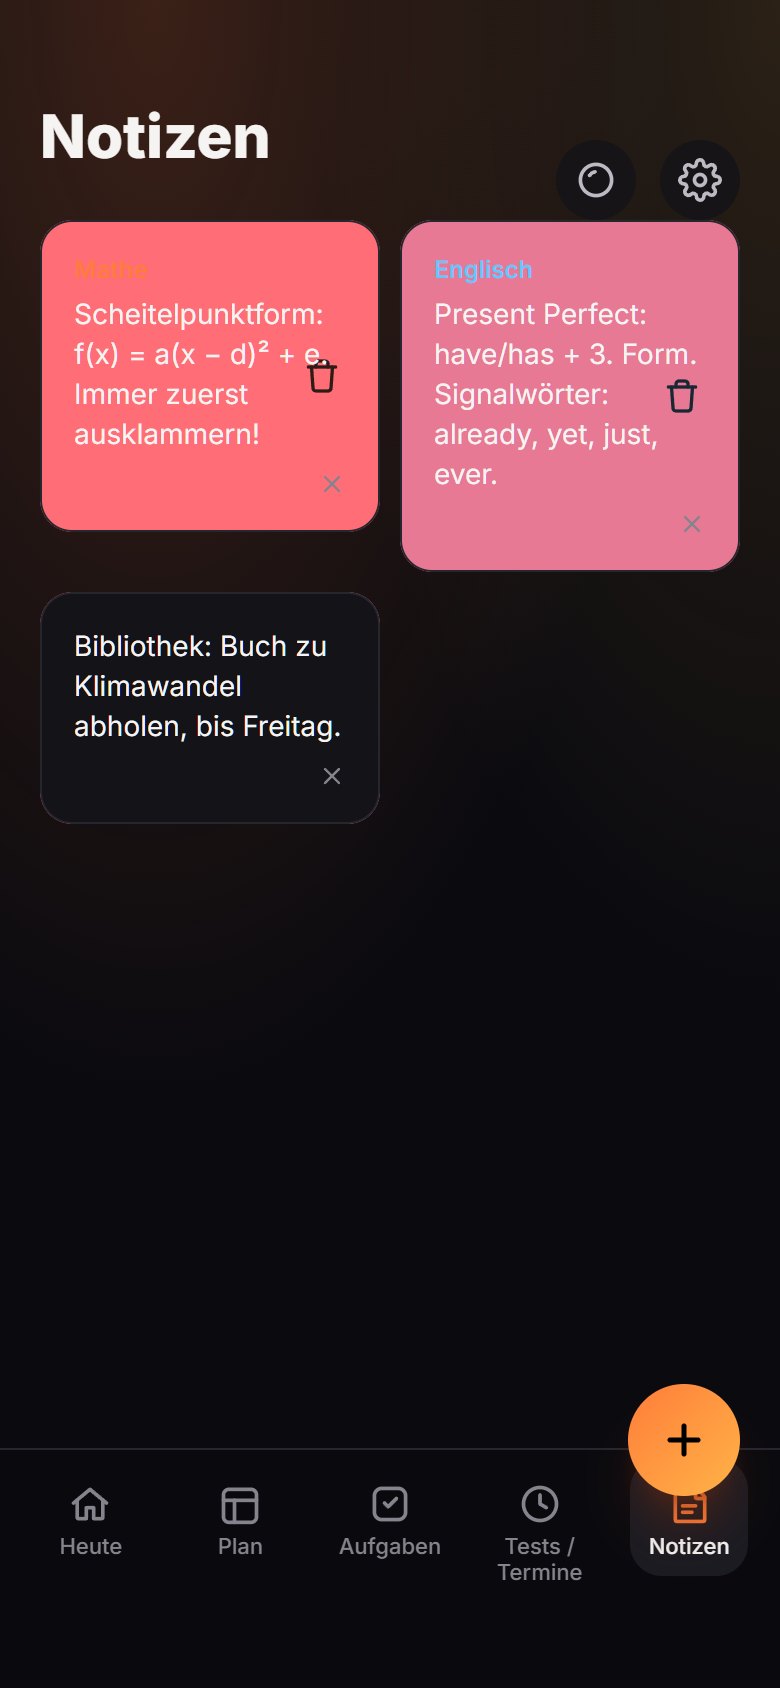 Notizen
Mathe
Scheitelpunktform:
f(x) = a(x − d)² + e.
Immer zuerst
ausklammern!
Englisch
Present Perfect:
have/has + 3. Form.
Signalwörter:
already, yet, just,
ever.
Bibliothek: Buch zu
Klimawandel
abholen, bis Freitag.
Heute
Plan
Aufgaben
Tests /
Termine
Notizen